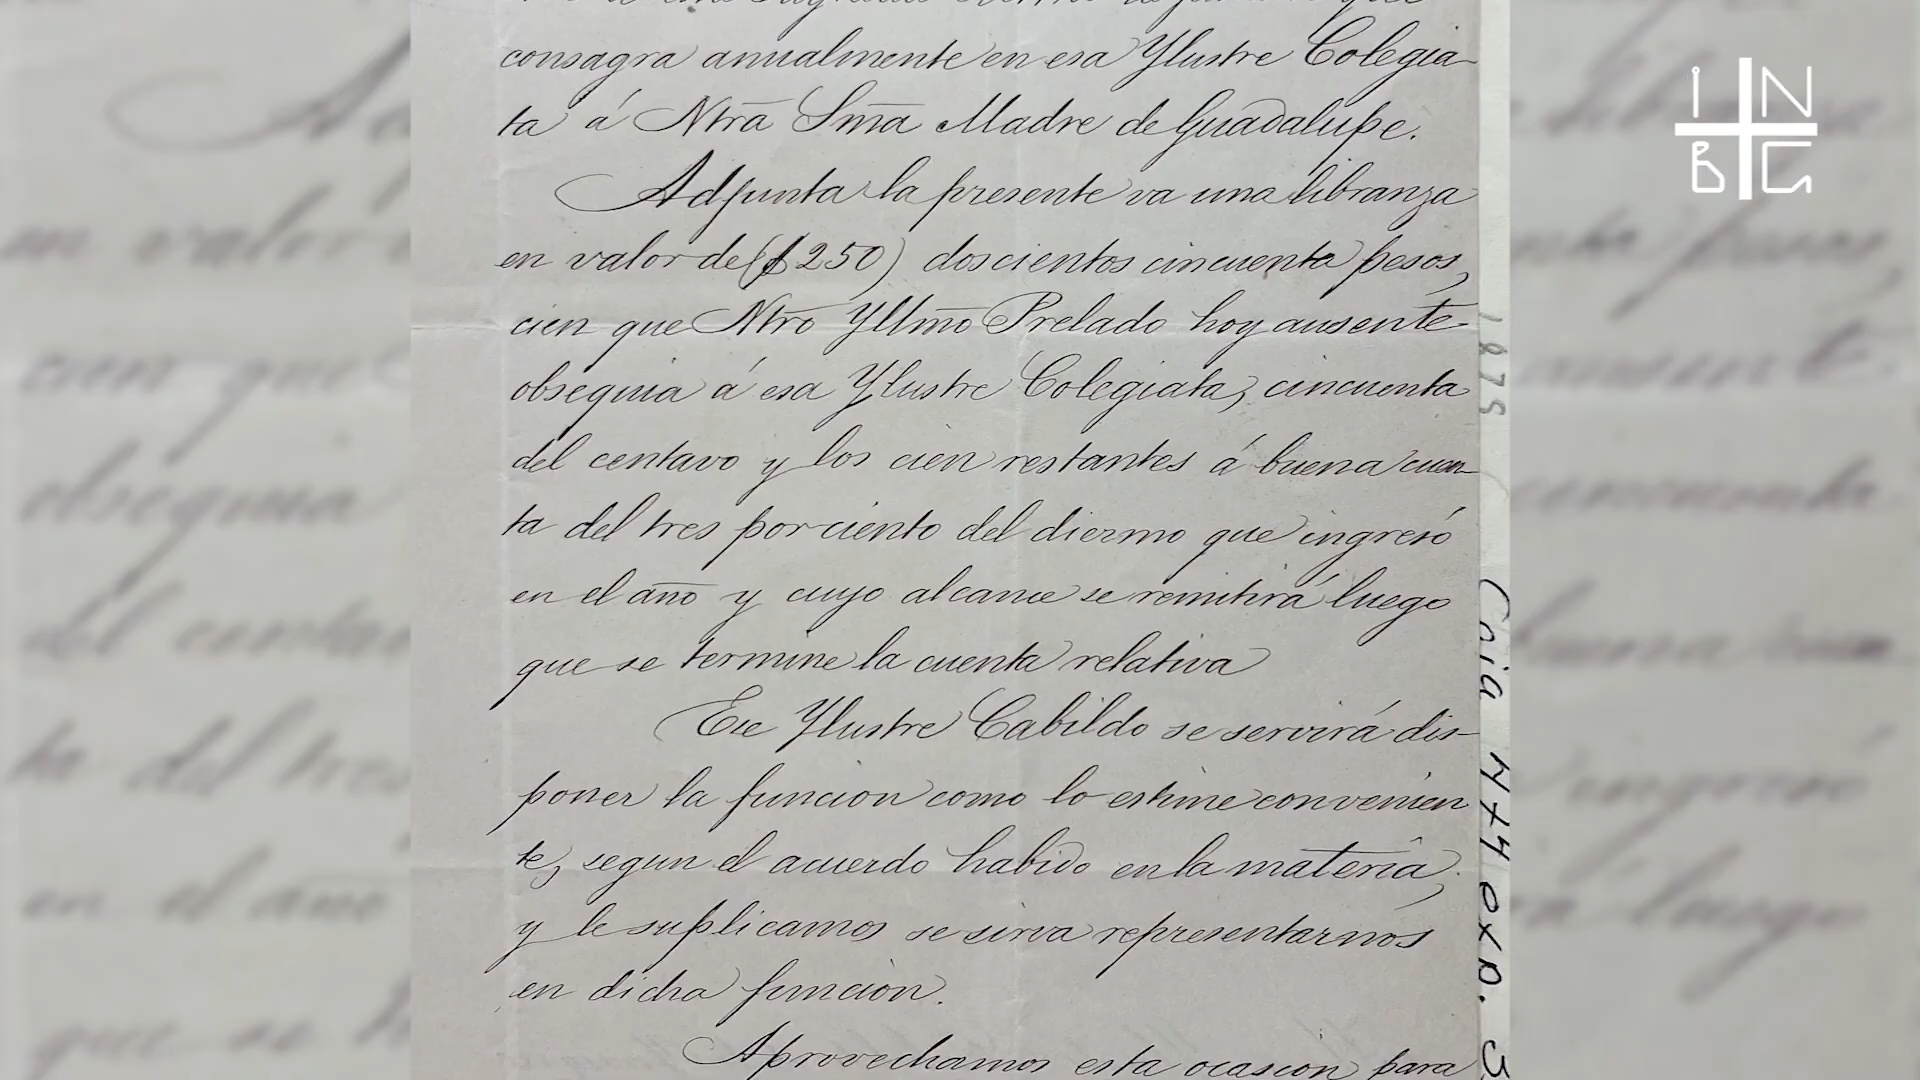 consagra anualmente en esa Ylustre Colegia-
ta á Ntra Sma Madre de Guadalupe.
Adjunta la presente va una libranza
en valor de ($250) doscientos cincuenta pesos,
cien que Ntro Yllmo Prelado hoy ausente
obsequia á esa Ylustre Colegiata, cincuenta
del centavo y los cien restantes á buena cuen-
ta del tres por ciento del diezmo que ingresó
en el año y cuyo alcance se remitirá luego
que se termine la cuenta relativa
Ese Ylustre Cabildo se servirá dis-
poner la funcion como lo estime convenien
te, segun el acuerdo habido en la materia,
y le suplicamos se sirva representarnos
en dicha funcion.
Aprovechamos esta ocasion para
1875
Caja 474 exp. 3
I N
B G